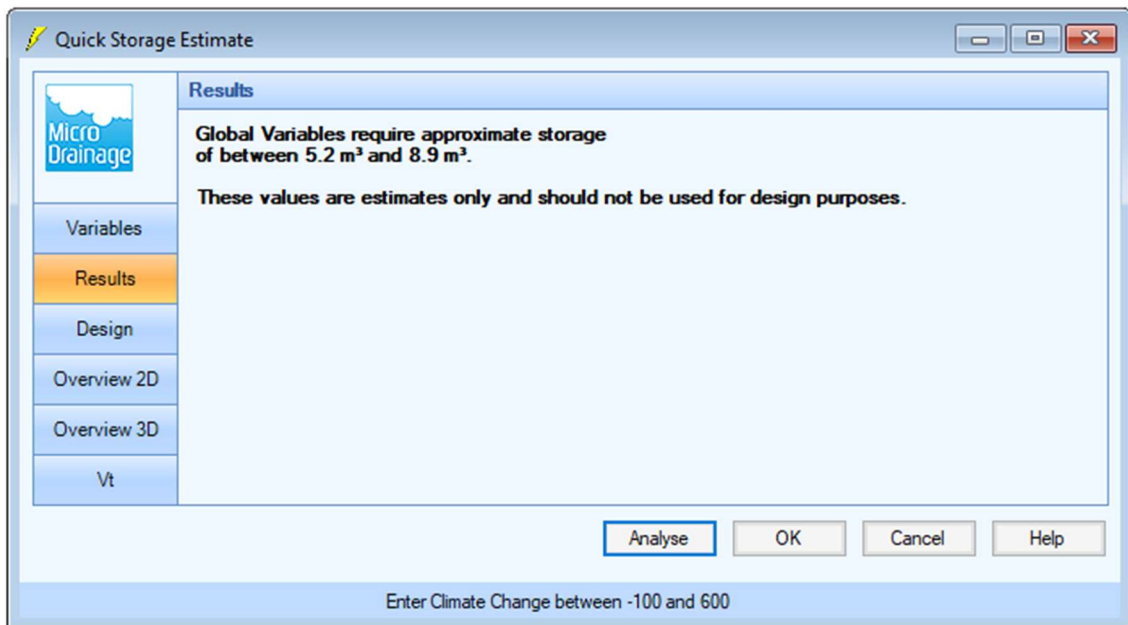 Quick Storage Estimate
Micro
Drainage
Variables
Results
Design
Overview 2D
Overview 3D
Vt
Results
Global Variables require approximate storage
of between 5.2 m³ and 8.9 m³.
These values are estimates only and should not be used for design purposes.
Analyse
OK
Cancel
Help
Enter Climate Change between -100 and 600